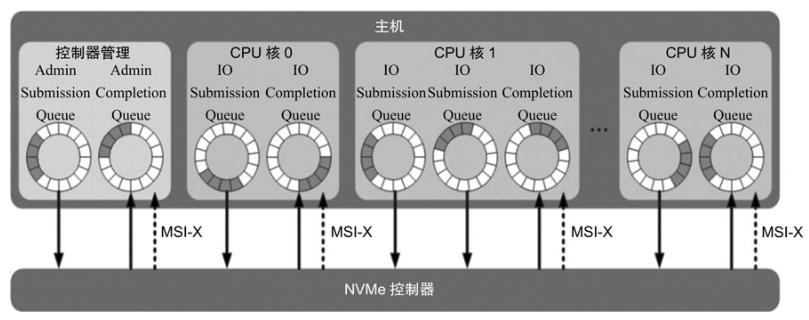 主机
控制器管理
Admin Admin
Submission Completion
Queue Queue
CPU 核 0
IO IO
Submission Completion
Queue Queue
CPU 核 1
IO IO IO
Submission Submission Completion
Queue Queue Queue
...
CPU 核 N
IO IO
Submission Completion
Queue Queue
MSI-X
MSI-X
MSI-X
MSI-X
NVMe 控制器